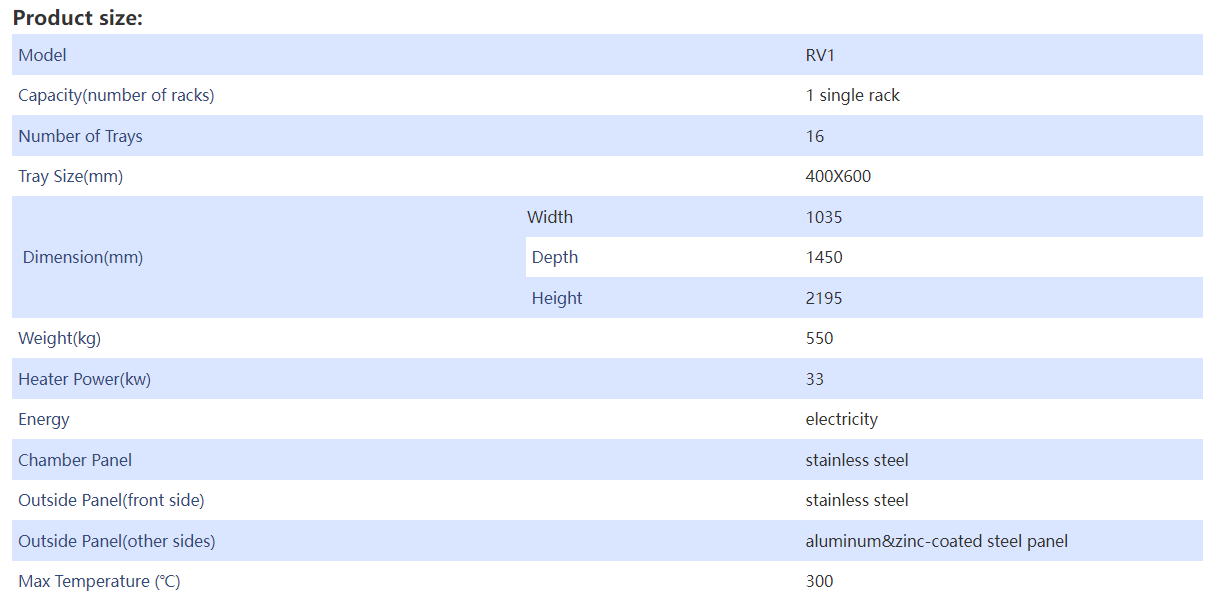 Product size:
Model RV1
Capacity(number of racks) 1 single rack
Number of Trays 16
Tray Size(mm) 400X600
Dimension(mm)
Width 1035
Depth 1450
Height 2195
Weight(kg) 550
Heater Power(kw) 33
Energy electricity
Chamber Panel stainless steel
Outside Panel(front side) stainless steel
Outside Panel(other sides) aluminum&zinc-coated steel panel
Max Temperature (℃) 300